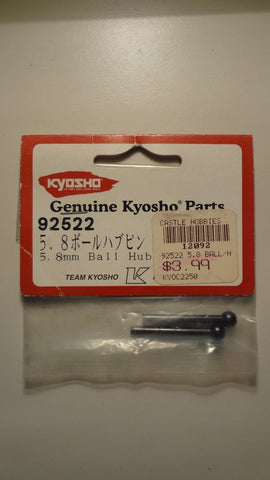 KYOSHO
Genuine Kyosho® Parts
92522
5.8ボールハブピン
5.8mm Ball Hub
TEAM KYOSHO K
CASTLE HOBBIES
12092
92522 5.8 BALL/H
$3.99
KYOC2250